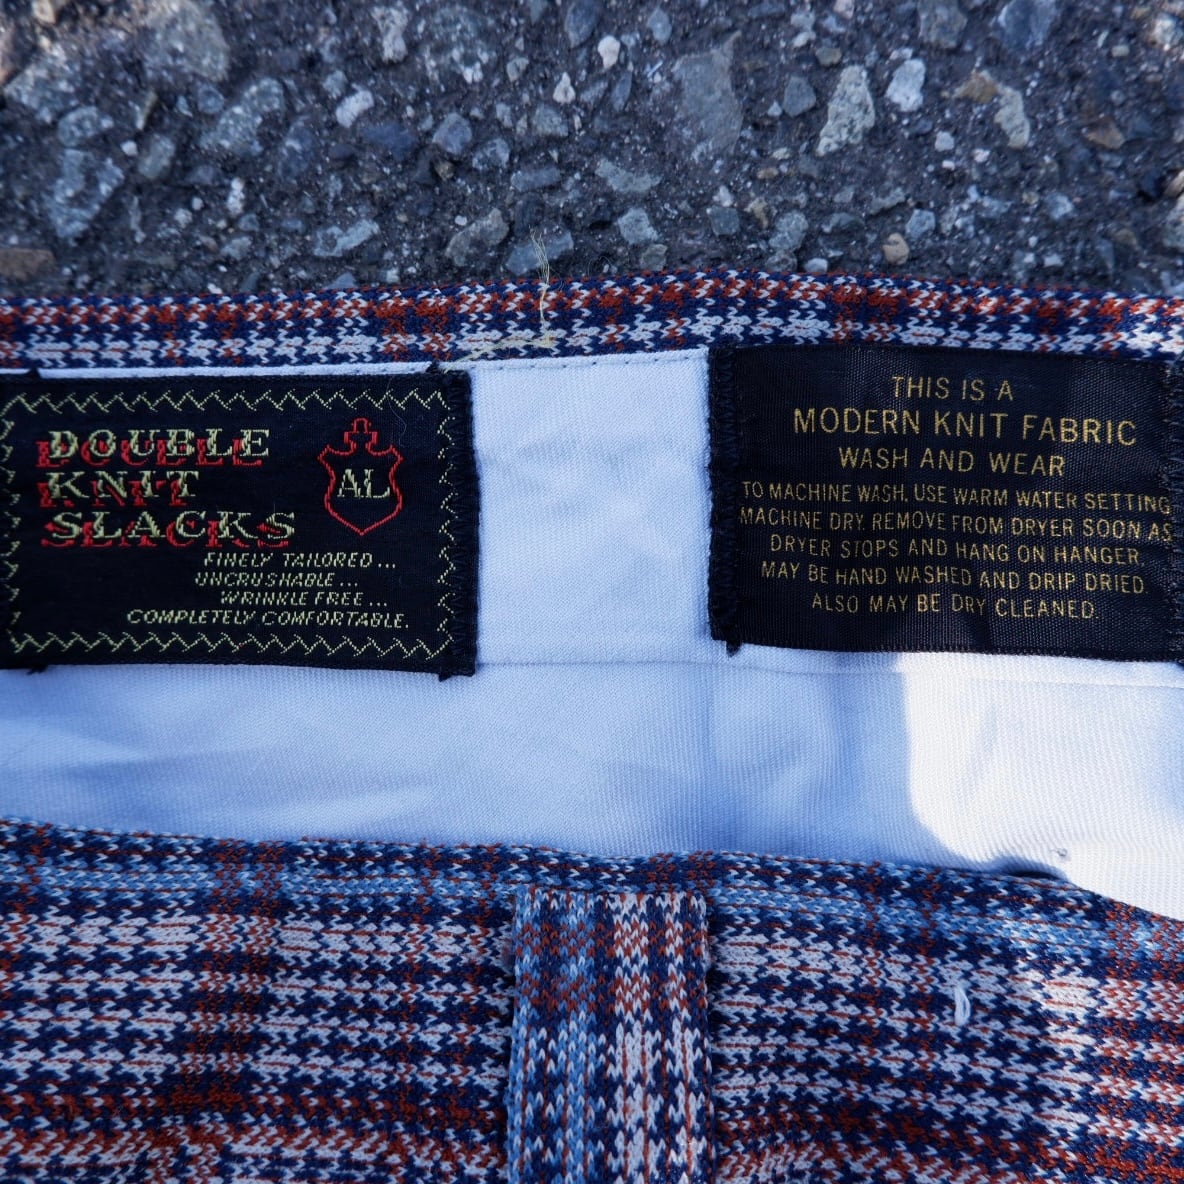 DOUBLE
KNIT
SLACKS
AL
FINELY TAILORED...
UNCRUSHABLE...
WRINKLE FREE...
COMPLETELY COMFORTABLE.
THIS IS A
MODERN KNIT FABRIC
WASH AND WEAR
TO MACHINE WASH, USE WARM WATER SETTING
MACHINE DRY, REMOVE FROM DRYER SOON AS
DRYER STOPS AND HANG ON HANGER.
MAY BE HAND WASHED AND DRIP DRIED.
ALSO MAY BE DRY CLEANED.